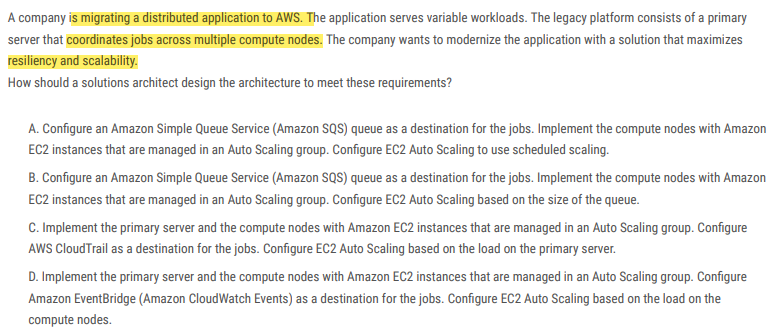 A company is migrating a distributed application to AWS. The application serves variable workloads. The legacy platform consists of a primary
server that coordinates jobs across multiple compute nodes. The company wants to modernize the application with a solution that maximizes
resiliency and scalability.
How should a solutions architect design the architecture to meet these requirements?
A. Configure an Amazon Simple Queue Service (Amazon SQS) queue as a destination for the jobs. Implement the compute nodes with Amazon
EC2 instances that are managed in an Auto Scaling group. Configure EC2 Auto Scaling to use scheduled scaling.
B. Configure an Amazon Simple Queue Service (Amazon SQS) queue as a destination for the jobs. Implement the compute nodes with Amazon
EC2 instances that are managed in an Auto Scaling group. Configure EC2 Auto Scaling based on the size of the queue.
C. Implement the primary server and the compute nodes with Amazon EC2 instances that are managed in an Auto Scaling group. Configure
AWS CloudTrail as a destination for the jobs. Configure EC2 Auto Scaling based on the load on the primary server.
D. Implement the primary server and the compute nodes with Amazon EC2 instances that are managed in an Auto Scaling group. Configure
Amazon EventBridge (Amazon CloudWatch Events) as a destination for the jobs. Configure EC2 Auto Scaling based on the load on the
compute nodes.